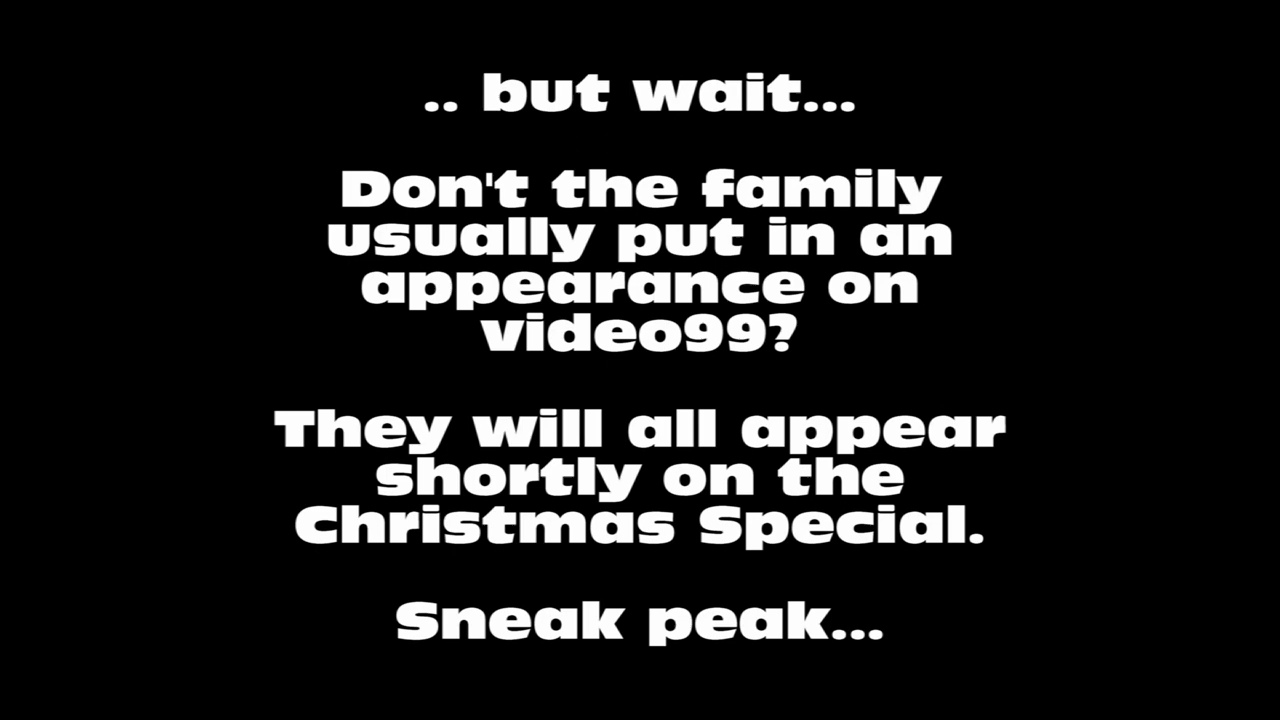 .. but wait...
Don't the family
usually put in an
appearance on
video99?
They will all appear
shortly on the
Christmas Special.
Sneak peak...